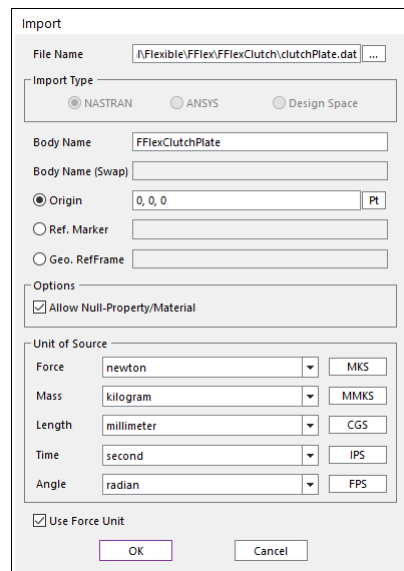 Import
File Name l\Flexible\FFlex\FFlexClutch\clutchPlate.dat ...
Import Type
NASTRAN ANSYS Design Space
Body Name FFlexClutchPlate
Body Name (Swap)
Origin 0, 0, 0 Pt
Ref. Marker
Geo. RefFrame
Options
Allow Null-Property/Material
Unit of Source
Force newton MKS
Mass kilogram MMKS
Length millimeter CGS
Time second IPS
Angle radian FPS
Use Force Unit
OK Cancel